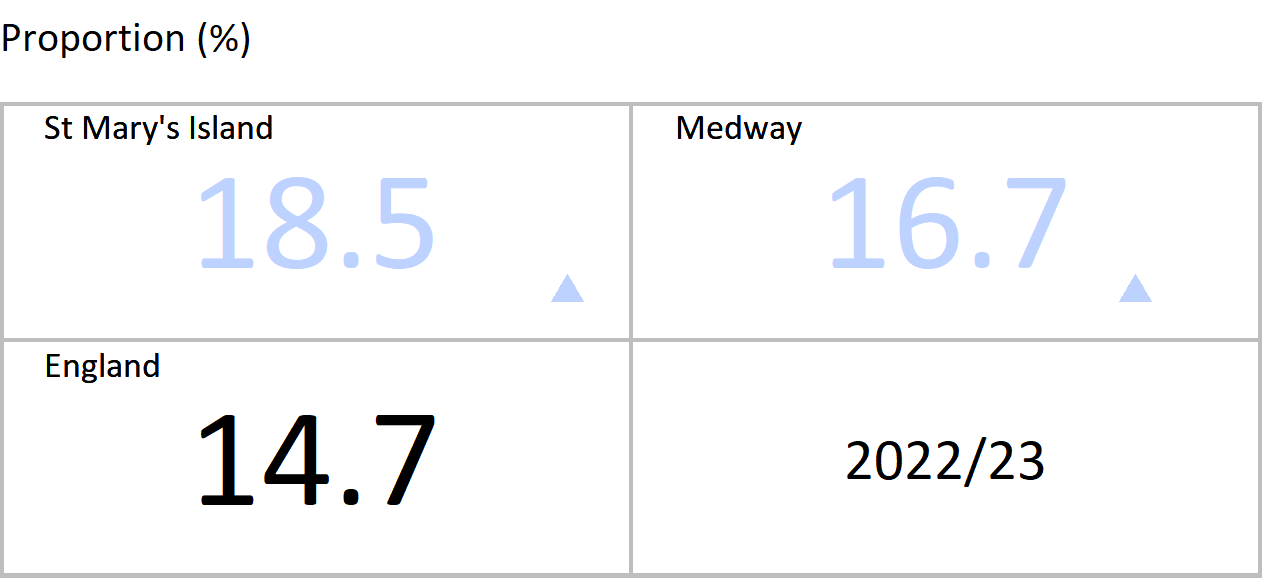 Proportion (%)
St Mary's Island
18.5
Medway
16.7
England
14.7
2022/23